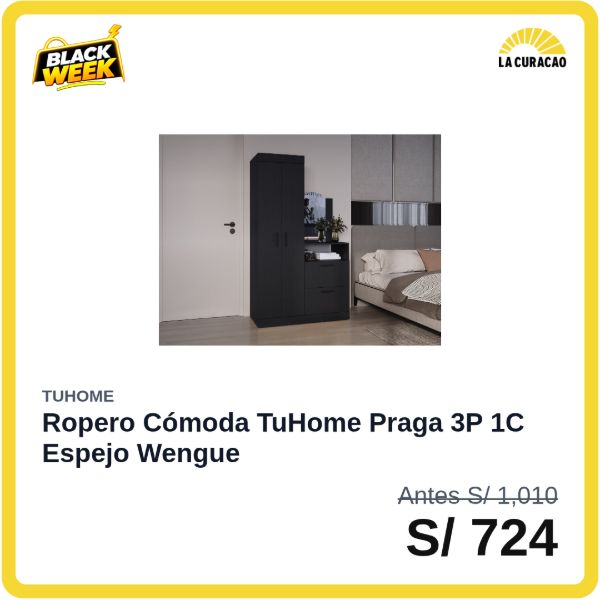 BLACK
WEEK
LA CURACAO
TUHOME
Ropero Cómoda TuHome Praga 3P 1C
Espejo Wengue
Antes S/ 1,010
S/ 724